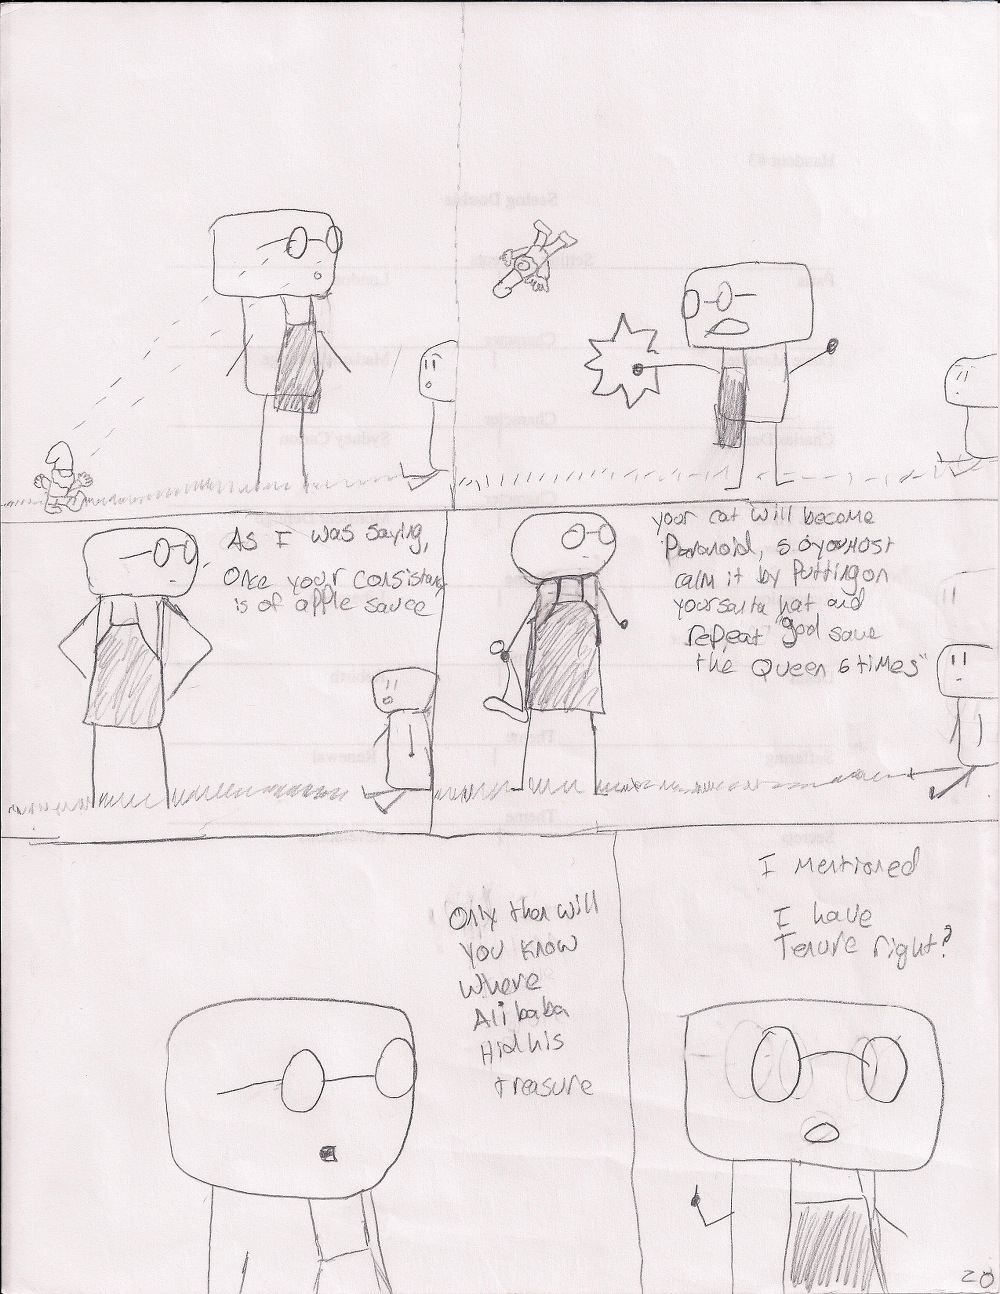 As I was saying,
Once your consistany
is of apple sauce
your cat will become
Paranoid, so you Most
calm it by Putting on
your santa hat and
repeat "god save
the Queen 5 times"
Only then will
you know
Where
Ali baba
Hid his
treasure
I mentioned
I have
Tenure right?
20